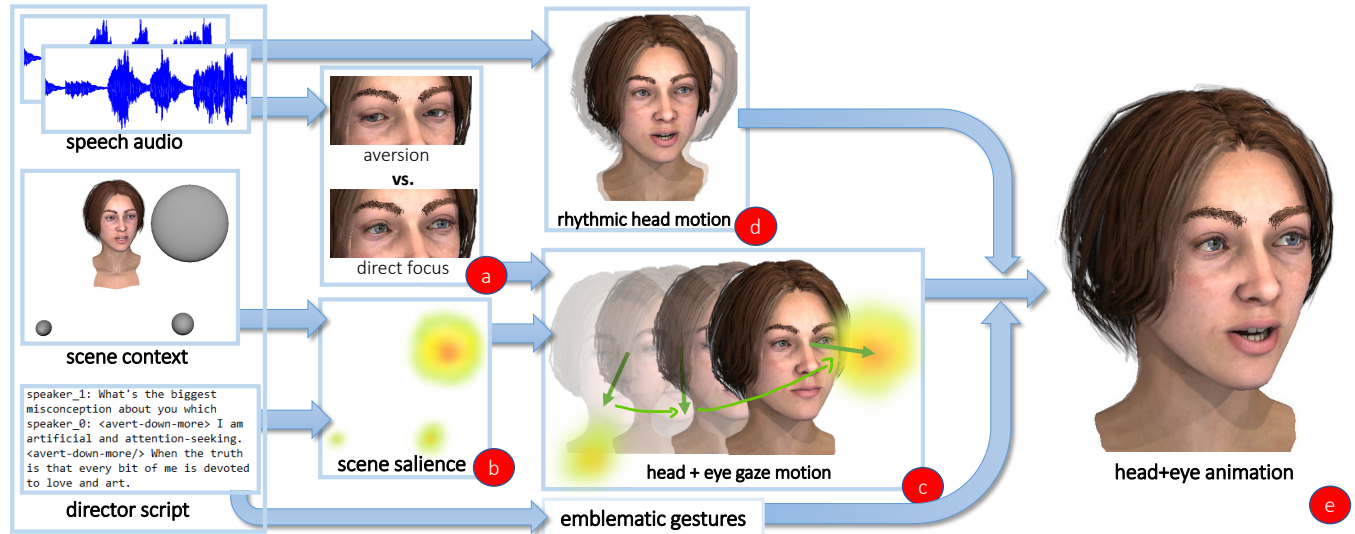 speech audio
scene context
speaker_1: What's the biggest
misconception about you which
speaker_0: <avert-down-more> I am
artificial and attention-seeking.
<avert-down-more/> When the truth
is that every bit of me is devoted
to love and art.
director script
aversion
vs.
direct focus
a
scene salience
b
rhythmic head motion
d
head + eye gaze motion
c
emblematic gestures
head+eye animation
e